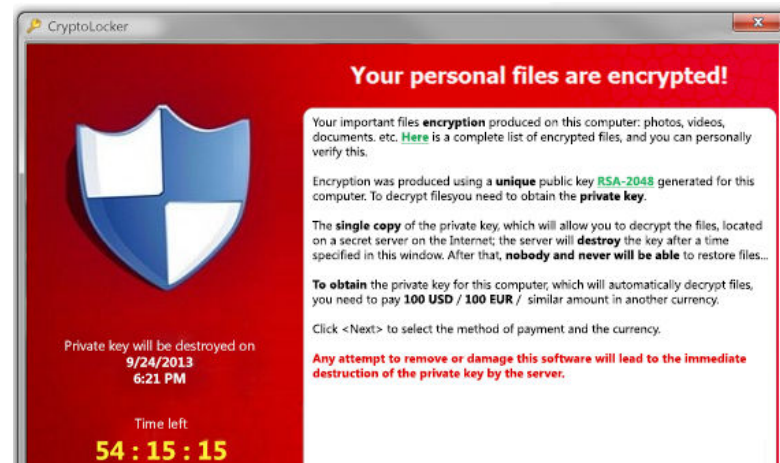 CryptoLocker
Your personal files are encrypted!
Your important files encryption produced on this computer: photos, videos,
documents. etc. Here is a complete list of encrypted files, and you can personally
verify this.
Encryption was produced using a unique public key RSA-2048 generated for this
computer. To decrypt filesyou need to obtain the private key.
The single copy of the private key, which will allow you to decrypt the files, located
on a secret server on the Internet; the server will destroy the key after a time
specified in this window. After that, nobody and never will be able to restore files...
To obtain the private key for this computer, which will automatically decrypt files,
you need to pay 100 USD / 100 EUR / similar amount in another currency.
Click <Next> to select the method of payment and the currency.
Any attempt to remove or damage this software will lead to the immediate
destruction of the private key by the server.
Private key will be destroyed on
9/24/2013
6:21 PM
Time left
54 : 15 : 15